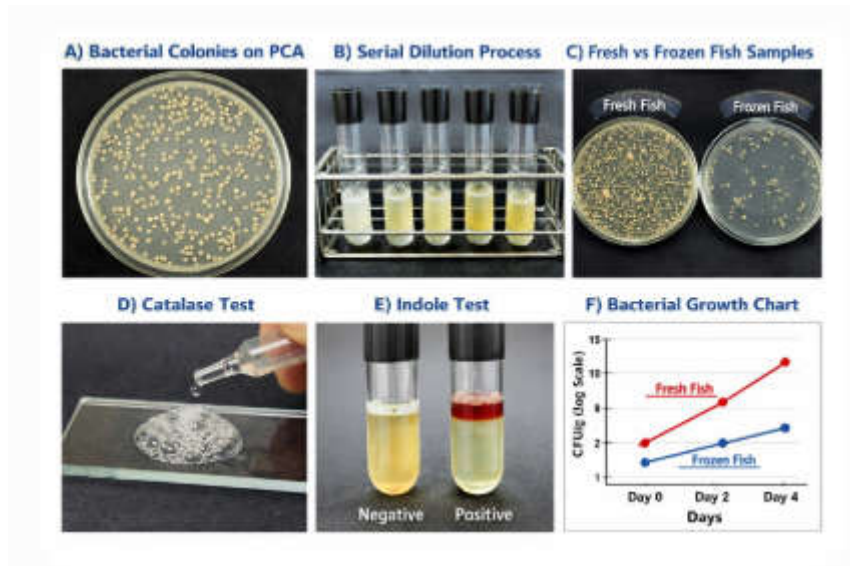 A) Bacterial Colonies on PCA
B) Serial Dilution Process
C) Fresh vs Frozen Fish Samples
Fresh Fish
Frozen Fish
D) Catalase Test
E) Indole Test
F) Bacterial Growth Chart
Negative
Positive
15
10
2
1
CFU/g (log Scale)
Fresh Fish
Frozen Fish
Day 0
Day 2
Day 4
Days